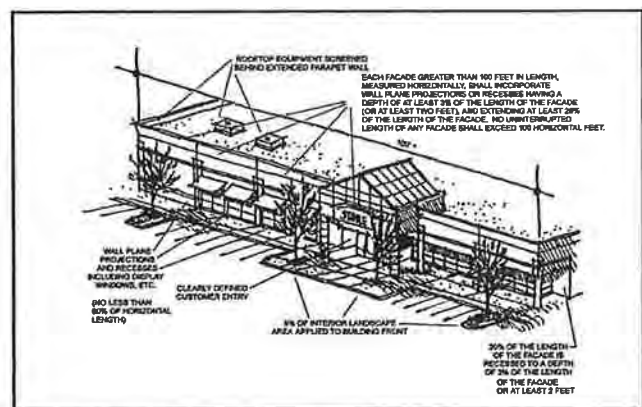 ROOFTOP EQUIPMENT SCREENED
BEHIND EXTENDED PARAPET WALL
EACH FACADE GREATER THAN 100 FEET IN LENGTH,
MEASURED HORIZONTALLY, SHALL INCORPORATE
WALL PLANE PROJECTIONS OR RECESSES HAVING A
DEPTH OF AT LEAST 3% OF THE LENGTH OF THE FACADE
(OR AT LEAST TWO FEET), AND EXTENDING AT LEAST 20%
OF THE LENGTH OF THE FACADE. NO UNINTERRUPTED
LENGTH OF ANY FACADE SHALL EXCEED 100 HORIZONTAL FEET.
100'
STORE
WALL PLANE
PROJECTIONS
AND RECESSES
INCLUDING DISPLAY
WINDOWS, ETC.
(NO LESS THAN
60% OF HORIZONTAL
LENGTH)
CLEARLY DEFINED
CUSTOMER ENTRY
OF INTERIOR LANDSCAPE
AREA APPLIED TO BUILDING FRONT
20% OF THE LENGTH
OF THE FACADE IS
RECESSED TO A DEPTH
OF 3% OF THE LENGTH
OF THE FACADE
OR AT LEAST 2 FEET